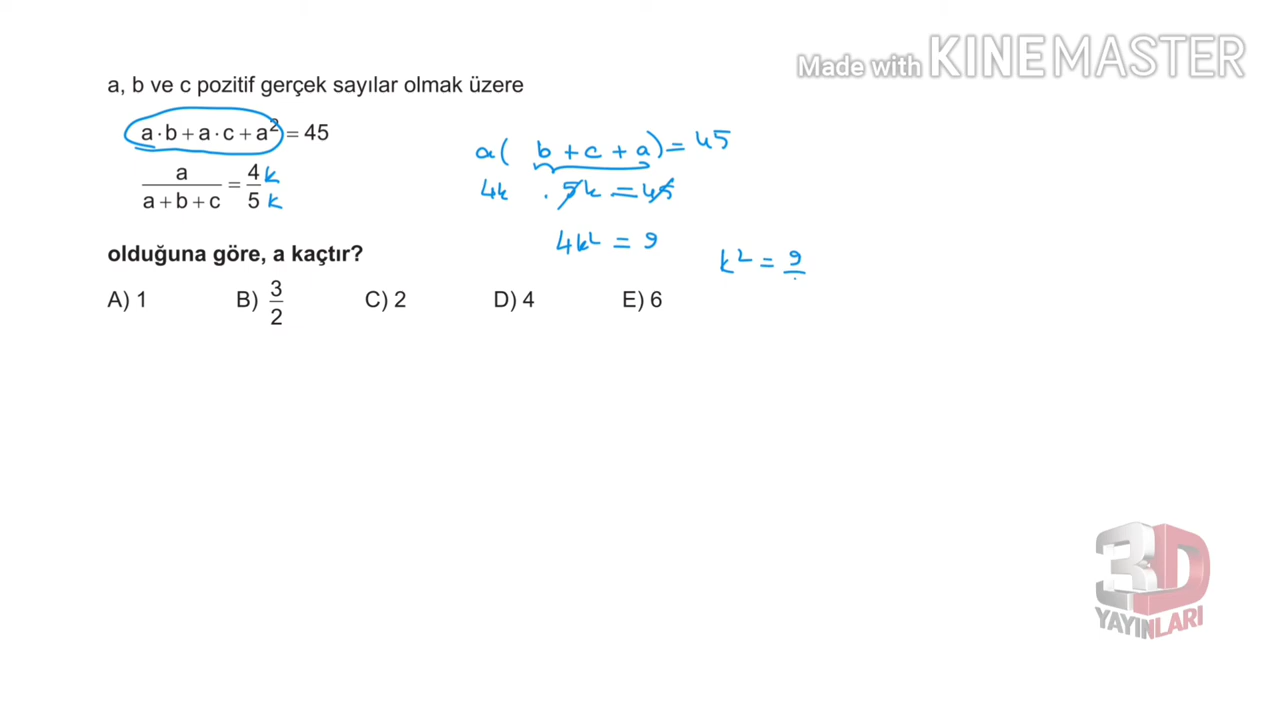 Made with KINEMASTER
a, b ve c pozitif gerçek sayılar olmak üzere
a·b + a·c + a² = 45
a/(a+b+c) = 4k/5k
olduğuna göre, a kaçtır?
A) 1 B) 3/2 C) 2 D) 4 E) 6
a( b + c + a) = 45
4k . 5k = 45
4k² = 9
k² = 9
3D
YAYINLARI